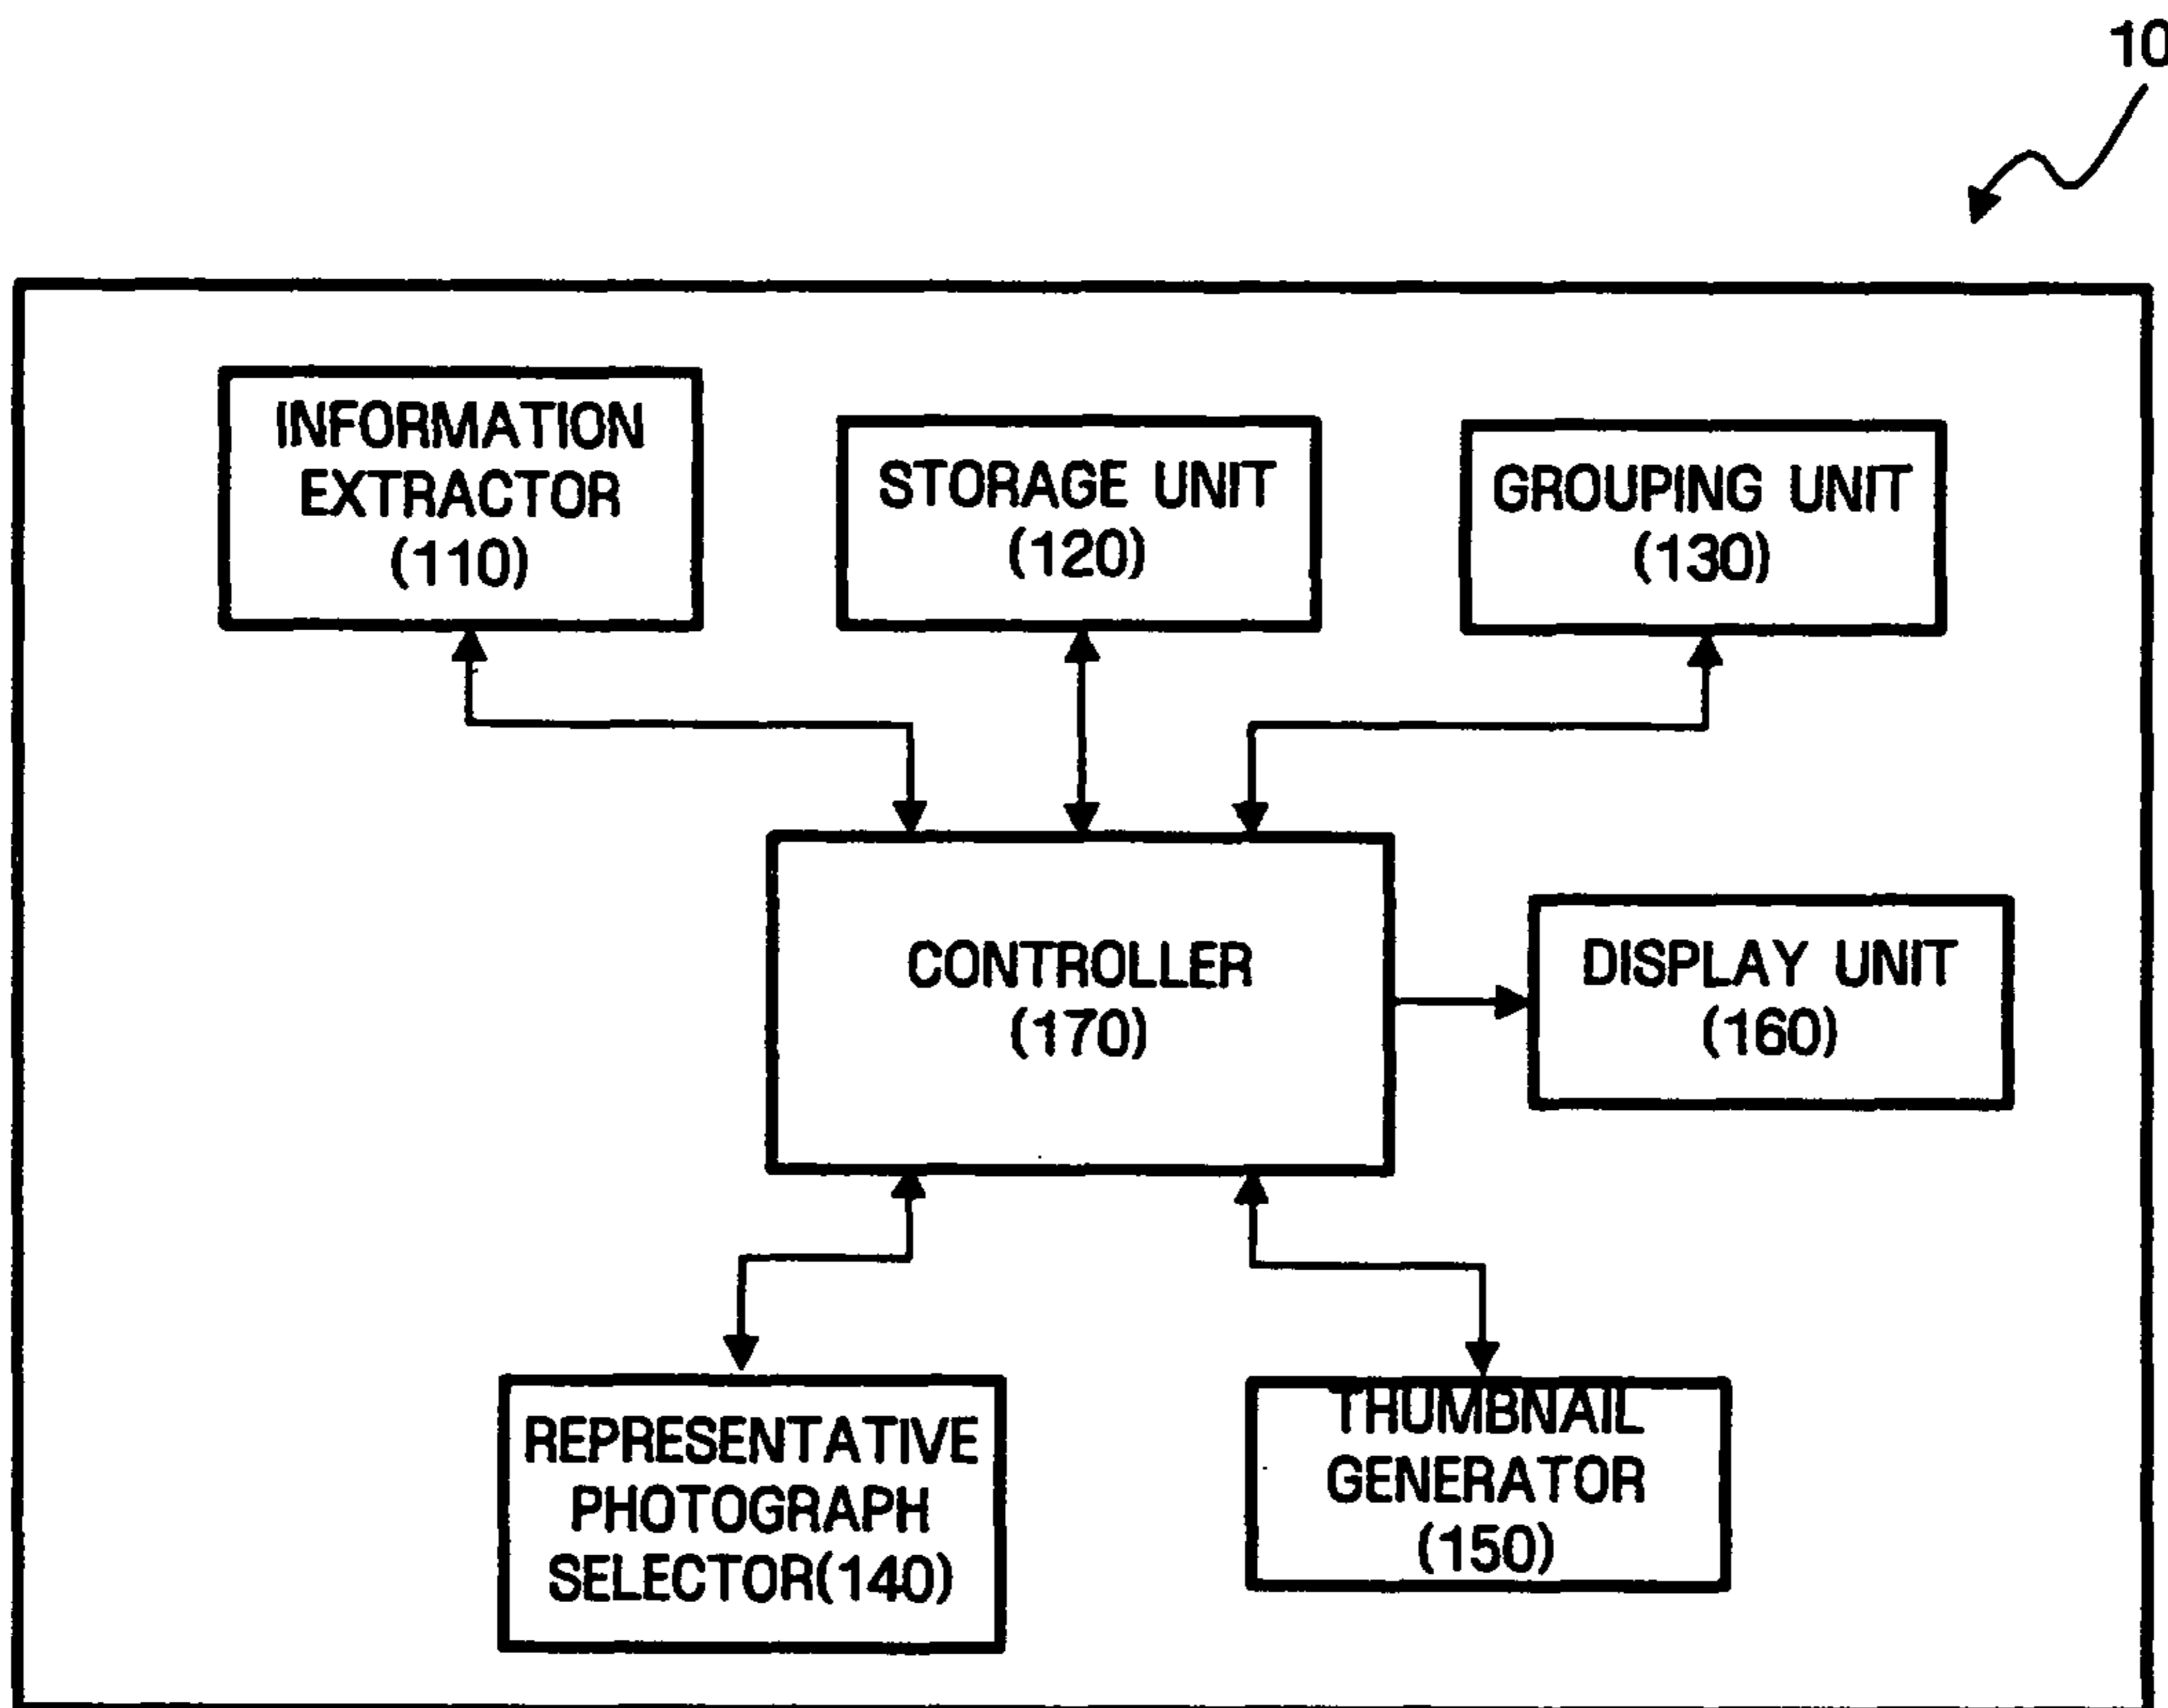 10
INFORMATION
EXTRACTOR
(110)
STORAGE UNIT
(120)
GROUPING UNIT
(130)
CONTROLLER
(170)
DISPLAY UNIT
(160)
REPRESENTATIVE
PHOTOGRAPH
SELECTOR(140)
THUMBNAIL
GENERATOR
(150)